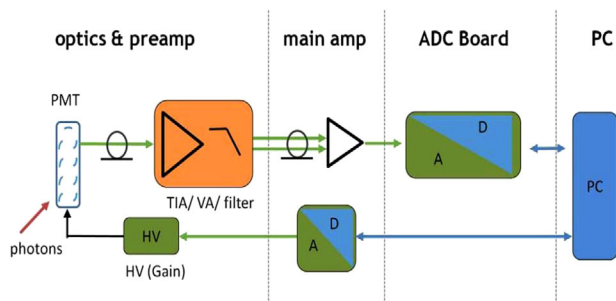 optics & preamp
main amp
ADC Board
PC
PMT
D
A
PC
TIA/ VA/ filter
photons
HV
HV (Gain)
D
A